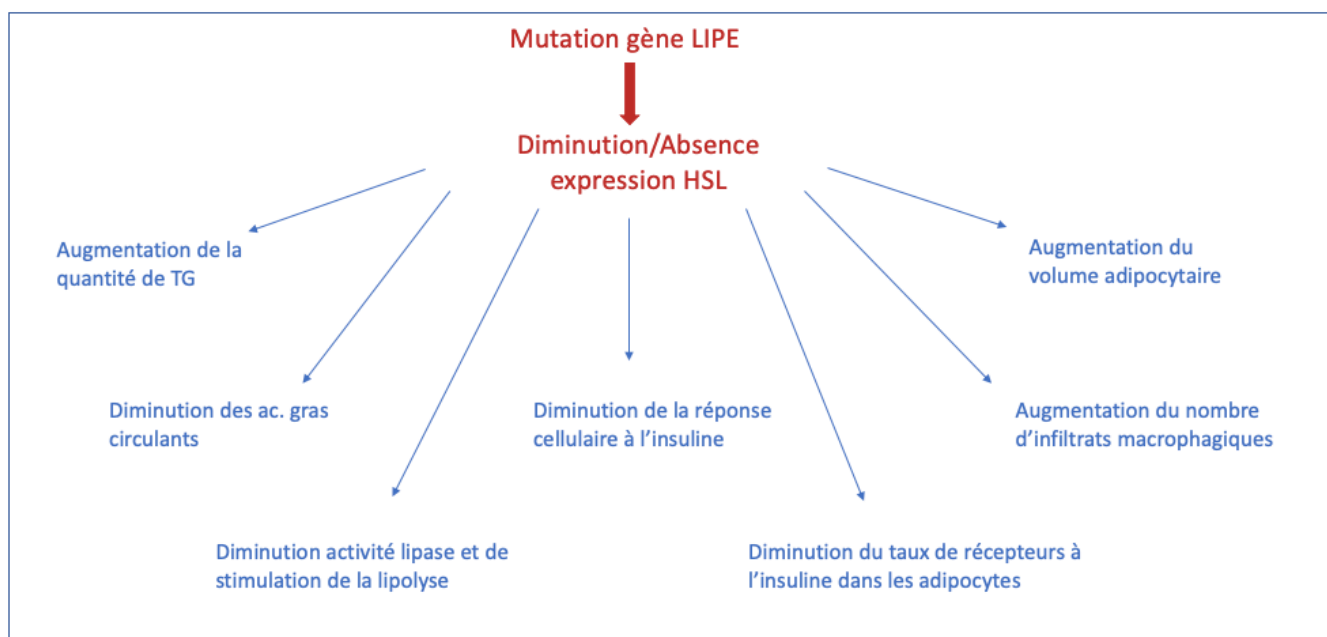 Mutation gène LIPE
Diminution/Absence
expression HSL
Augmentation de la
quantité de TG
Augmentation du
volume adipocytaire
Diminution des ac. gras
circulants
Diminution de la réponse
cellulaire à l’insuline
Augmentation du nombre
d’infiltrats macrophagiques
Diminution activité lipase et de
stimulation de la lipolyse
Diminution du taux de récepteurs à
l’insuline dans les adipocytes